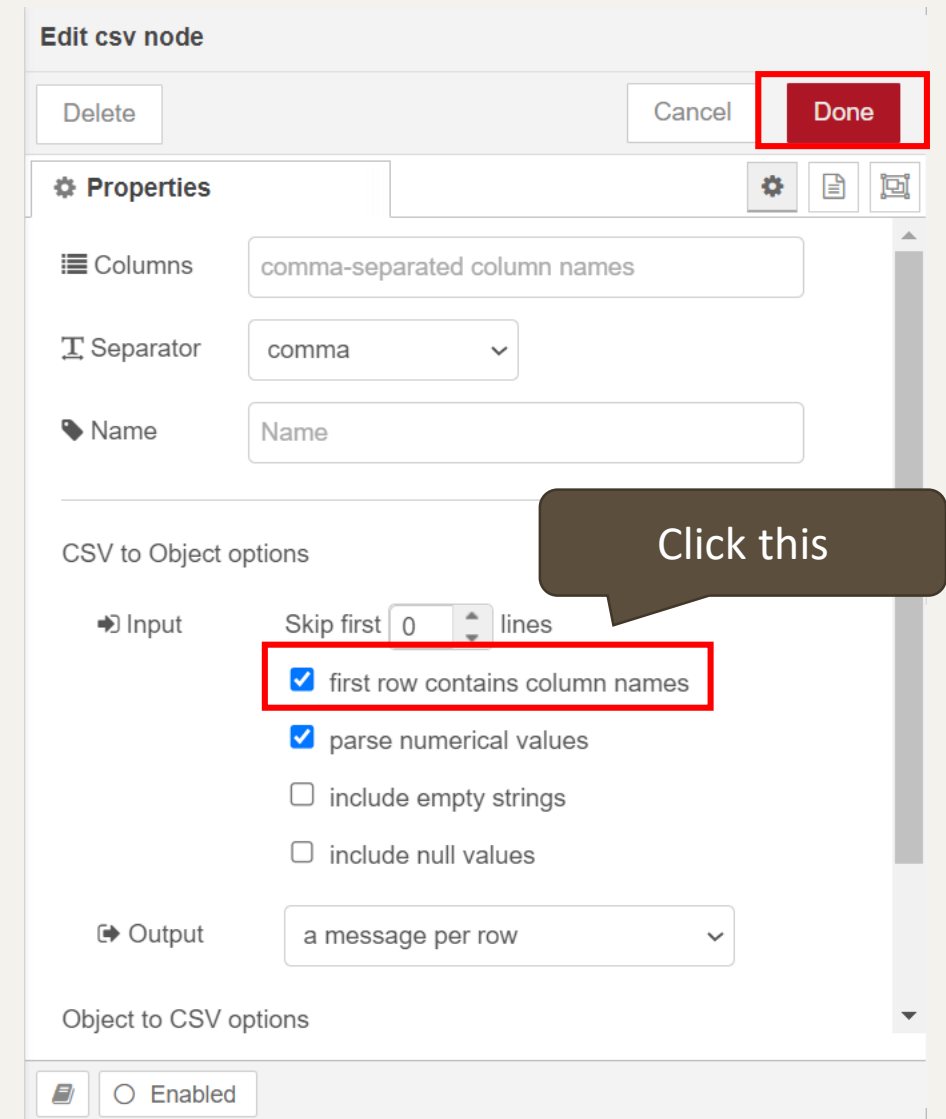 Edit csv node
Delete Cancel Done
Properties
Columns comma-separated column names
Separator comma
Name Name
Click this
CSV to Object options
Input Skip first 0 lines
first row contains column names
parse numerical values
include empty strings
include null values
Output a message per row
Object to CSV options
Enabled